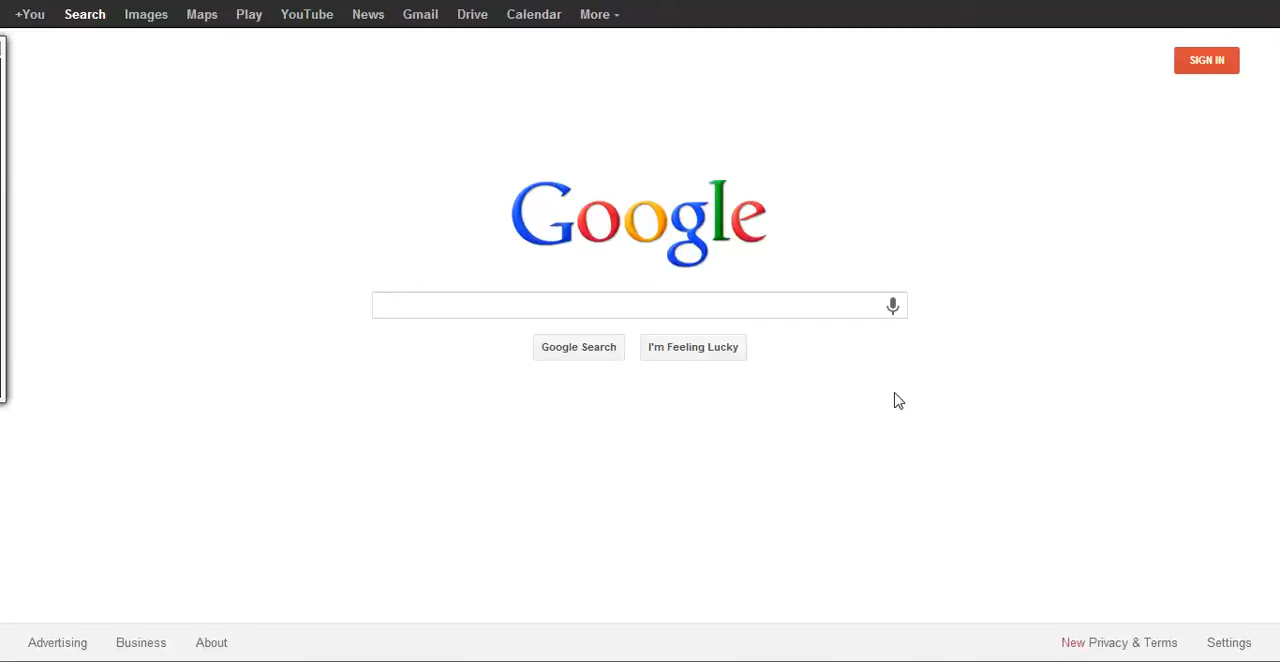 +You Search Images Maps Play YouTube News Gmail Drive Calendar More
SIGN IN
Google
Google Search I'm Feeling Lucky
Advertising Business About New Privacy & Terms Settings